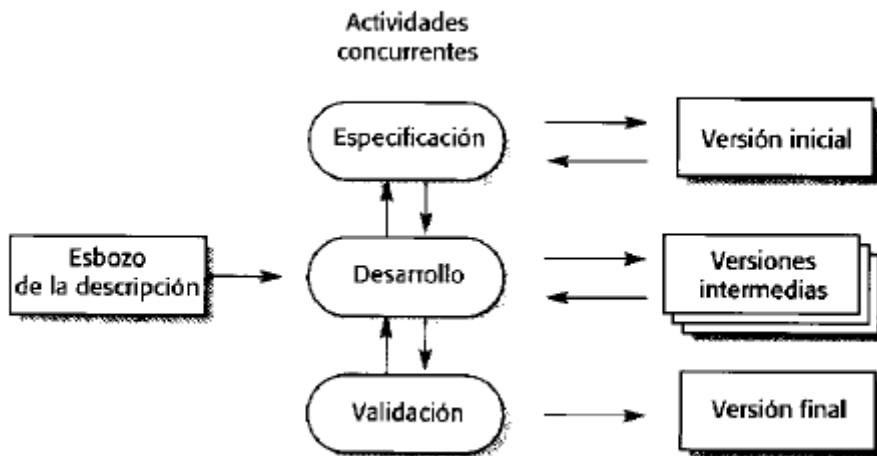 Actividades
concurrentes
Especificación
Versión inicial
Esbozo
de la descripción
Desarrollo
Versiones
intermedias
Validación
Versión final